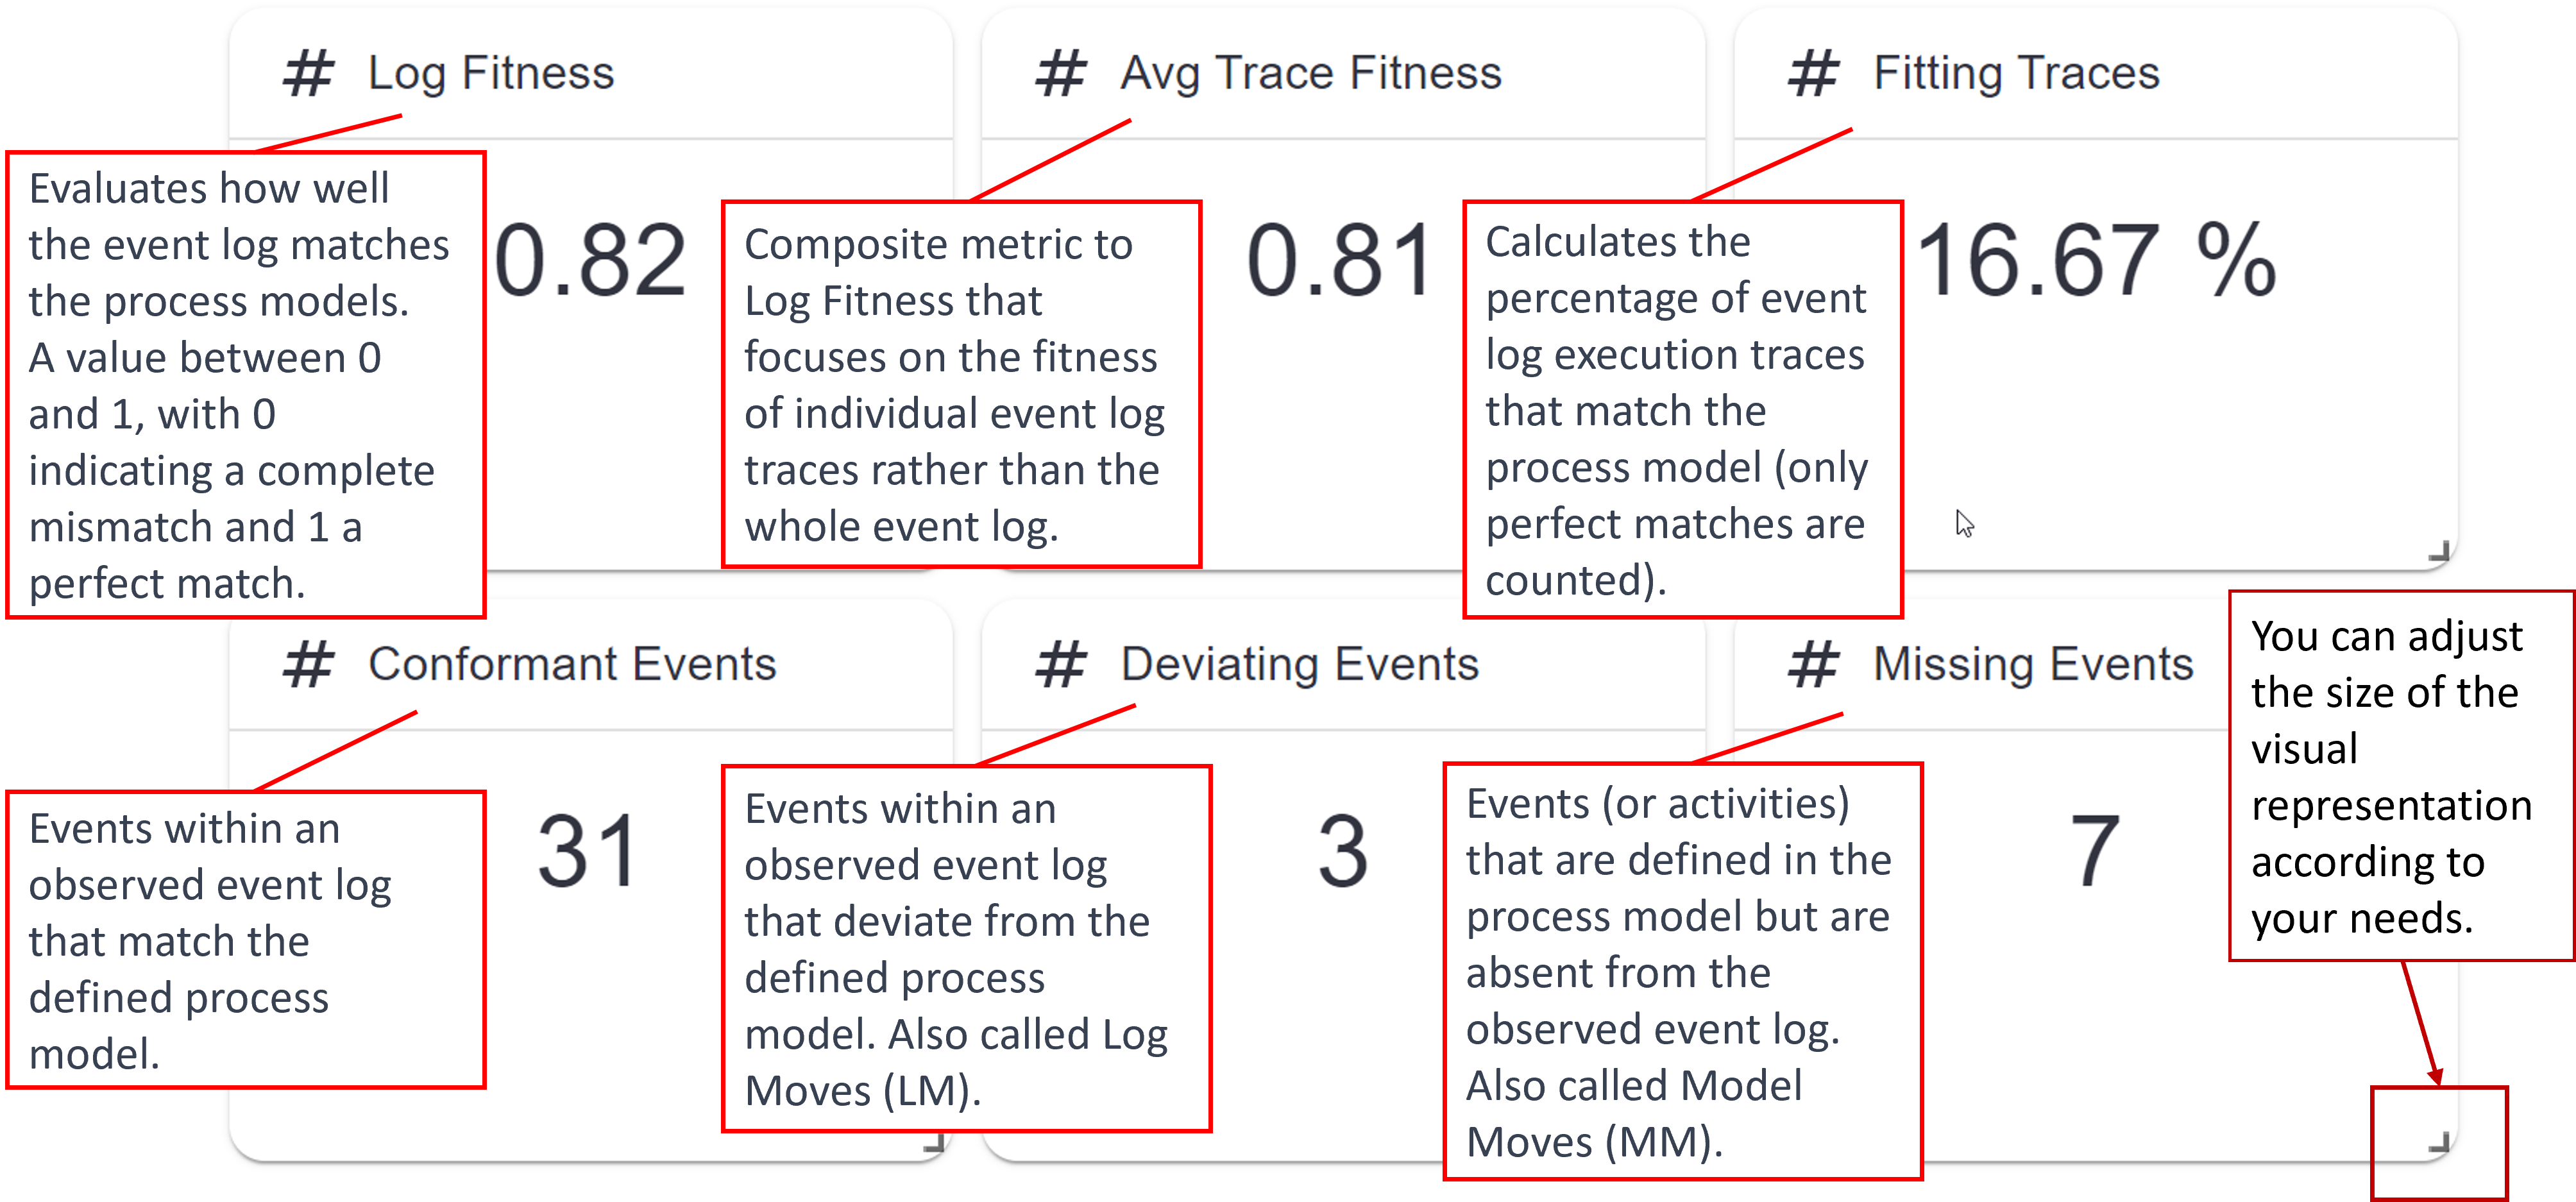 # Log Fitness
# Avg Trace Fitness
# Fitting Traces
Evaluates how well
the event log matches
the process models.
A value between 0
and 1, with 0
indicating a complete
mismatch and 1 a
perfect match.
0.82
Composite metric to
Log Fitness that
focuses on the fitness
of individual event log
traces rather than the
whole event log.
0.81
Calculates the
percentage of event
log execution traces
that match the
process model (only
perfect matches are
counted).
16.67 %
# Conformant Events
# Deviating Events
# Missing Events
Events within an
observed event log
that match the
defined process
model.
31
Events within an
observed event log
that deviate from the
defined process
model. Also called Log
Moves (LM).
3
Events (or activities)
that are defined in the
process model but are
absent from the
observed event log.
Also called Model
Moves (MM).
7
You can adjust
the size of the
visual
representation
according to
your needs.